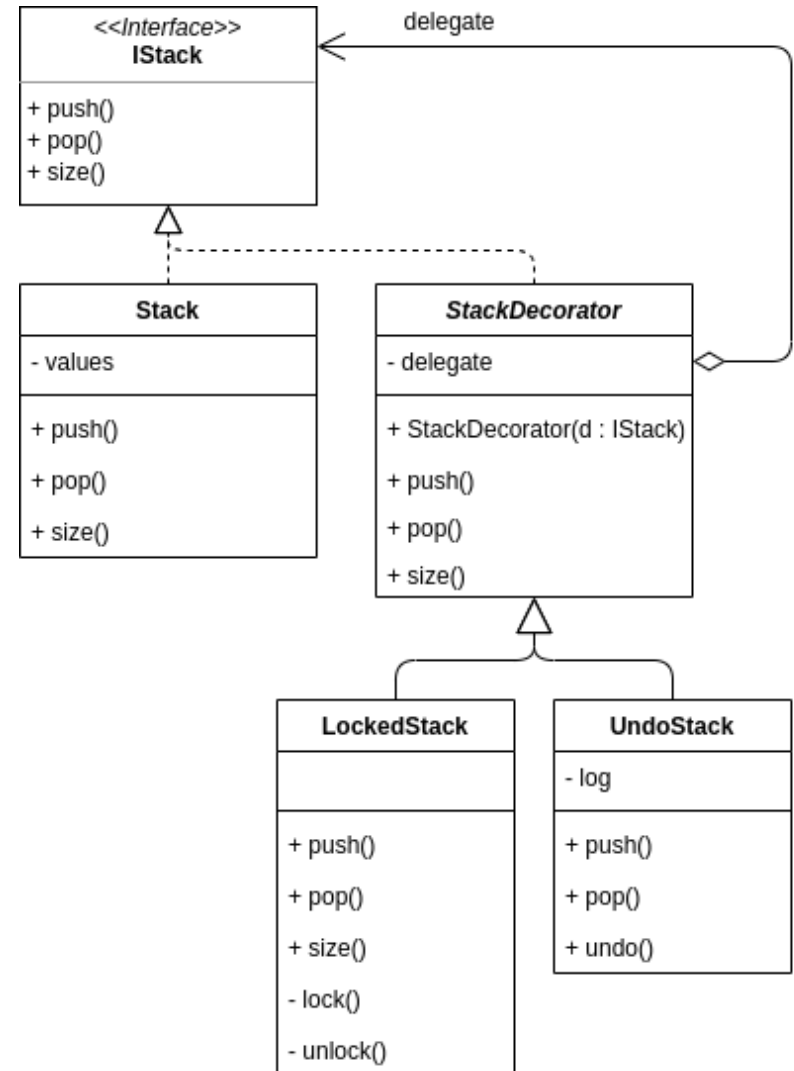 <<Interface>>
IStack
+ push()
+ pop()
+ size()
delegate
Stack
- values
+ push()
+ pop()
+ size()
StackDecorator
- delegate
+ StackDecorator(d : IStack)
+ push()
+ pop()
+ size()
LockedStack
+ push()
+ pop()
+ size()
- lock()
- unlock()
UndoStack
- log
+ push()
+ pop()
+ undo()